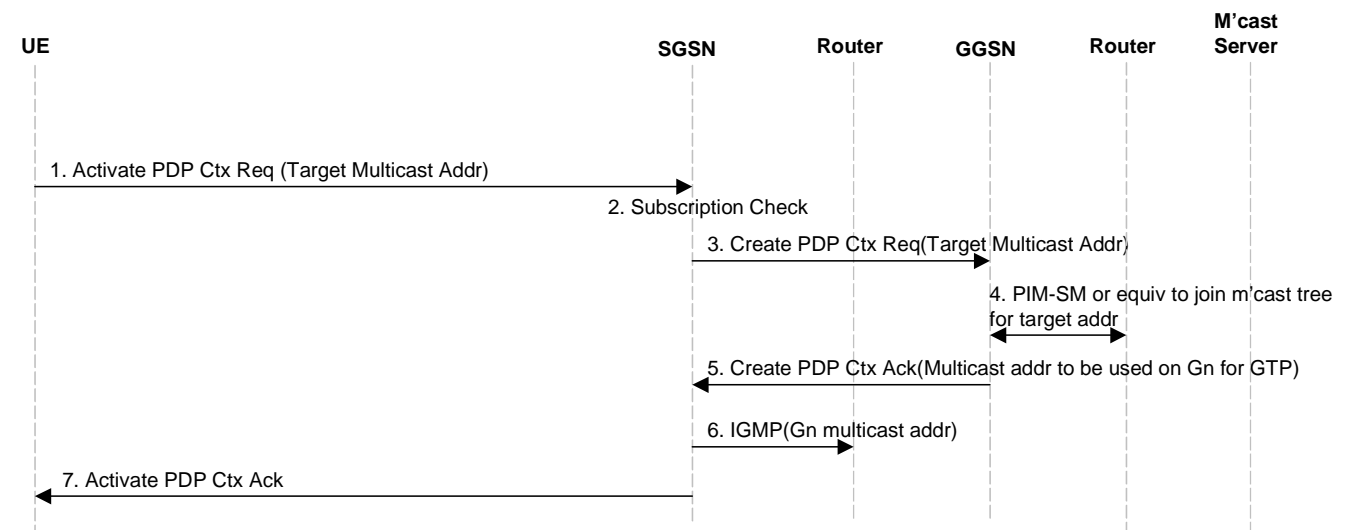 M'cast
UE SGSN Router GGSN Router Server
1. Activate PDP Ctx Req (Target Multicast Addr)
2. Subscription Check
3. Create PDP Ctx Req(Target Multicast Addr)
4. PIM-SM or equiv to join m'cast tree
for target addr
5. Create PDP Ctx Ack(Multicast addr to be used on Gn for GTP)
6. IGMP(Gn multicast addr)
7. Activate PDP Ctx Ack